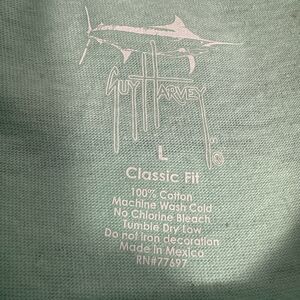 GUY HARVEY
L
Classic Fit
100% Cotton
Machine Wash Cold
No Chlorine Bleach
Tumble Dry Low
Do not iron decoration
Made in Mexico
RN#77697